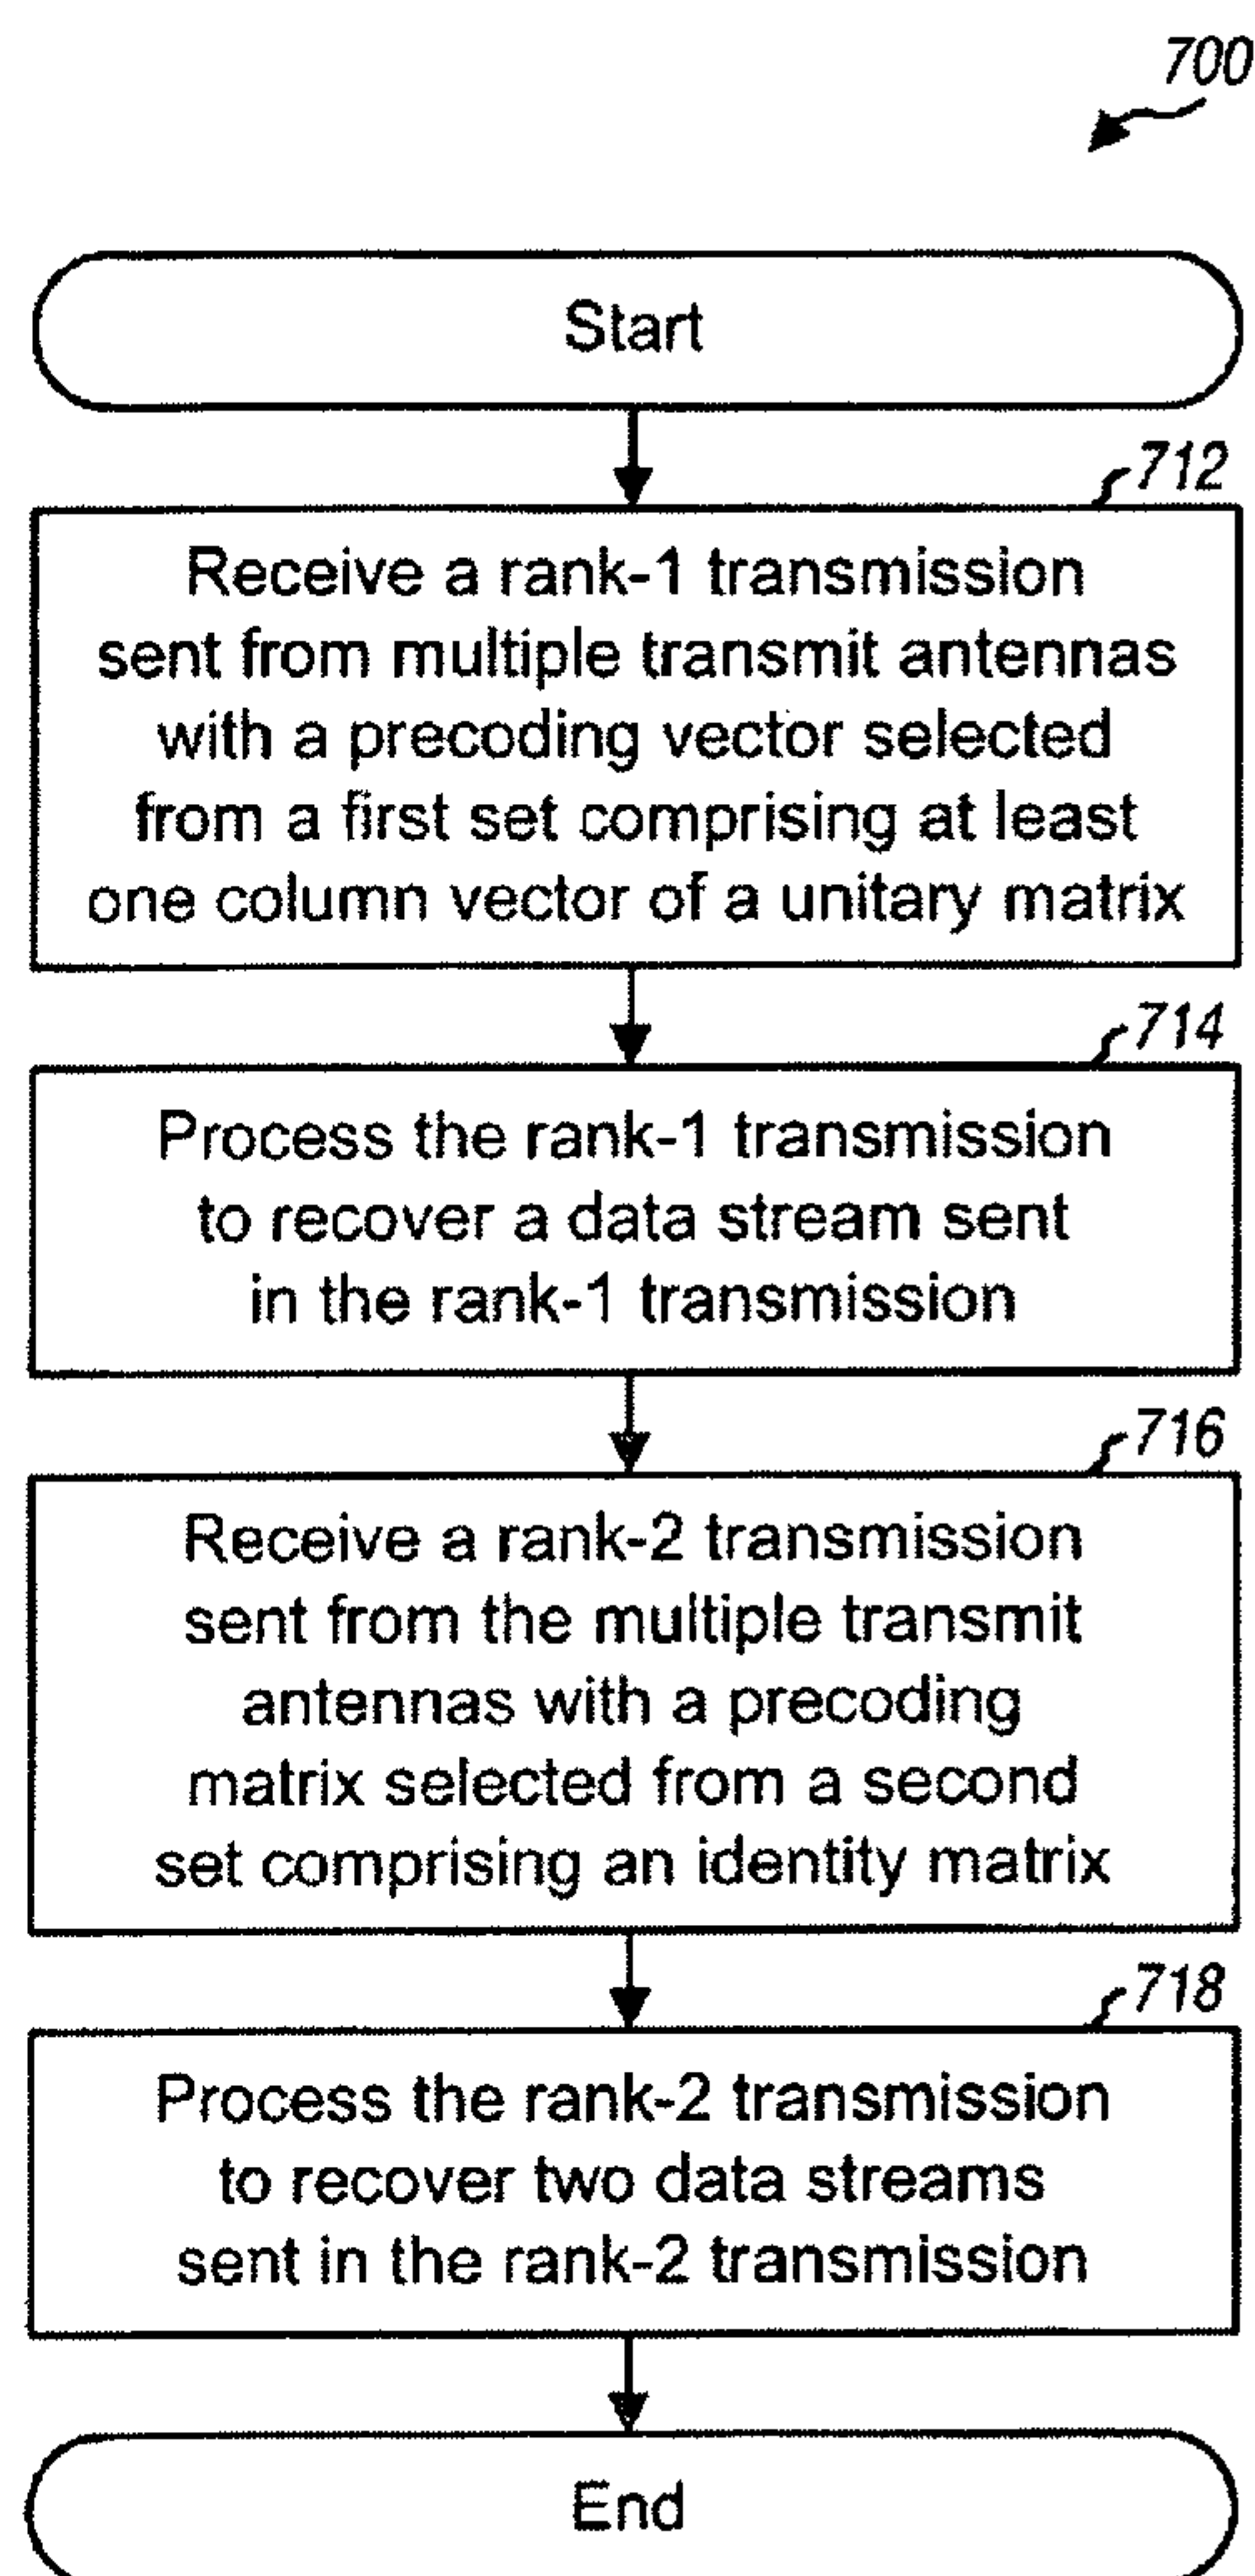 700
Start
712
Receive a rank-1 transmission
sent from multiple transmit antennas
with a precoding vector selected
from a first set comprising at least
one column vector of a unitary matrix
714
Process the rank-1 transmission
to recover a data stream sent
in the rank-1 transmission
716
Receive a rank-2 transmission
sent from the multiple transmit
antennas with a precoding
matrix selected from a second
set comprising an identity matrix
718
Process the rank-2 transmission
to recover two data streams
sent in the rank-2 transmission
End